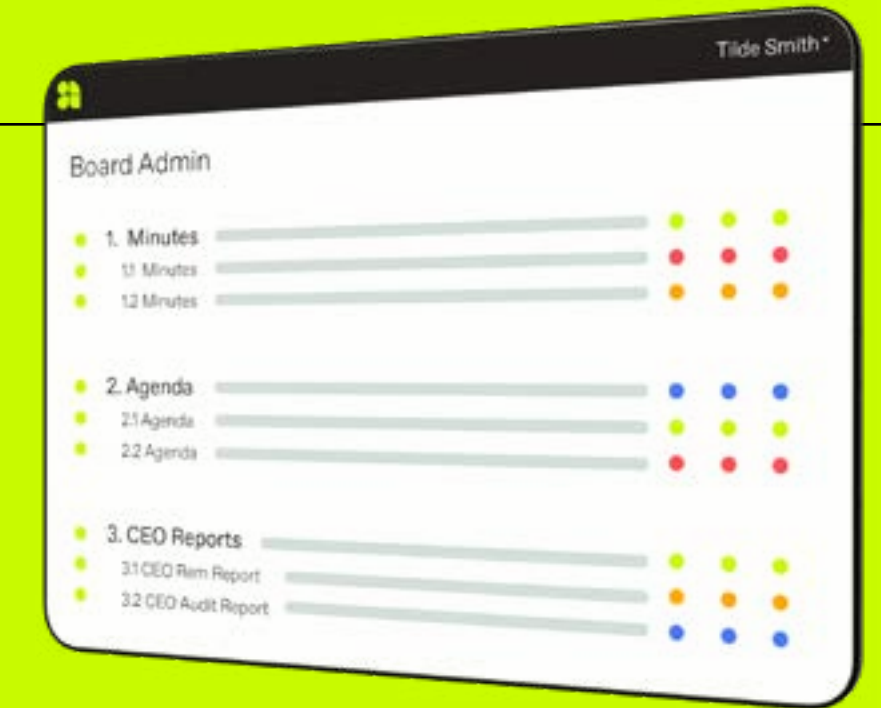 Tilde Smith
Board Admin
1. Minutes
1.1 Minutes
1.2 Minutes
2. Agenda
2.1 Agenda
2.2 Agenda
3. CEO Reports
3.1 CEO Rem Report
3.2 CEO Audit Report